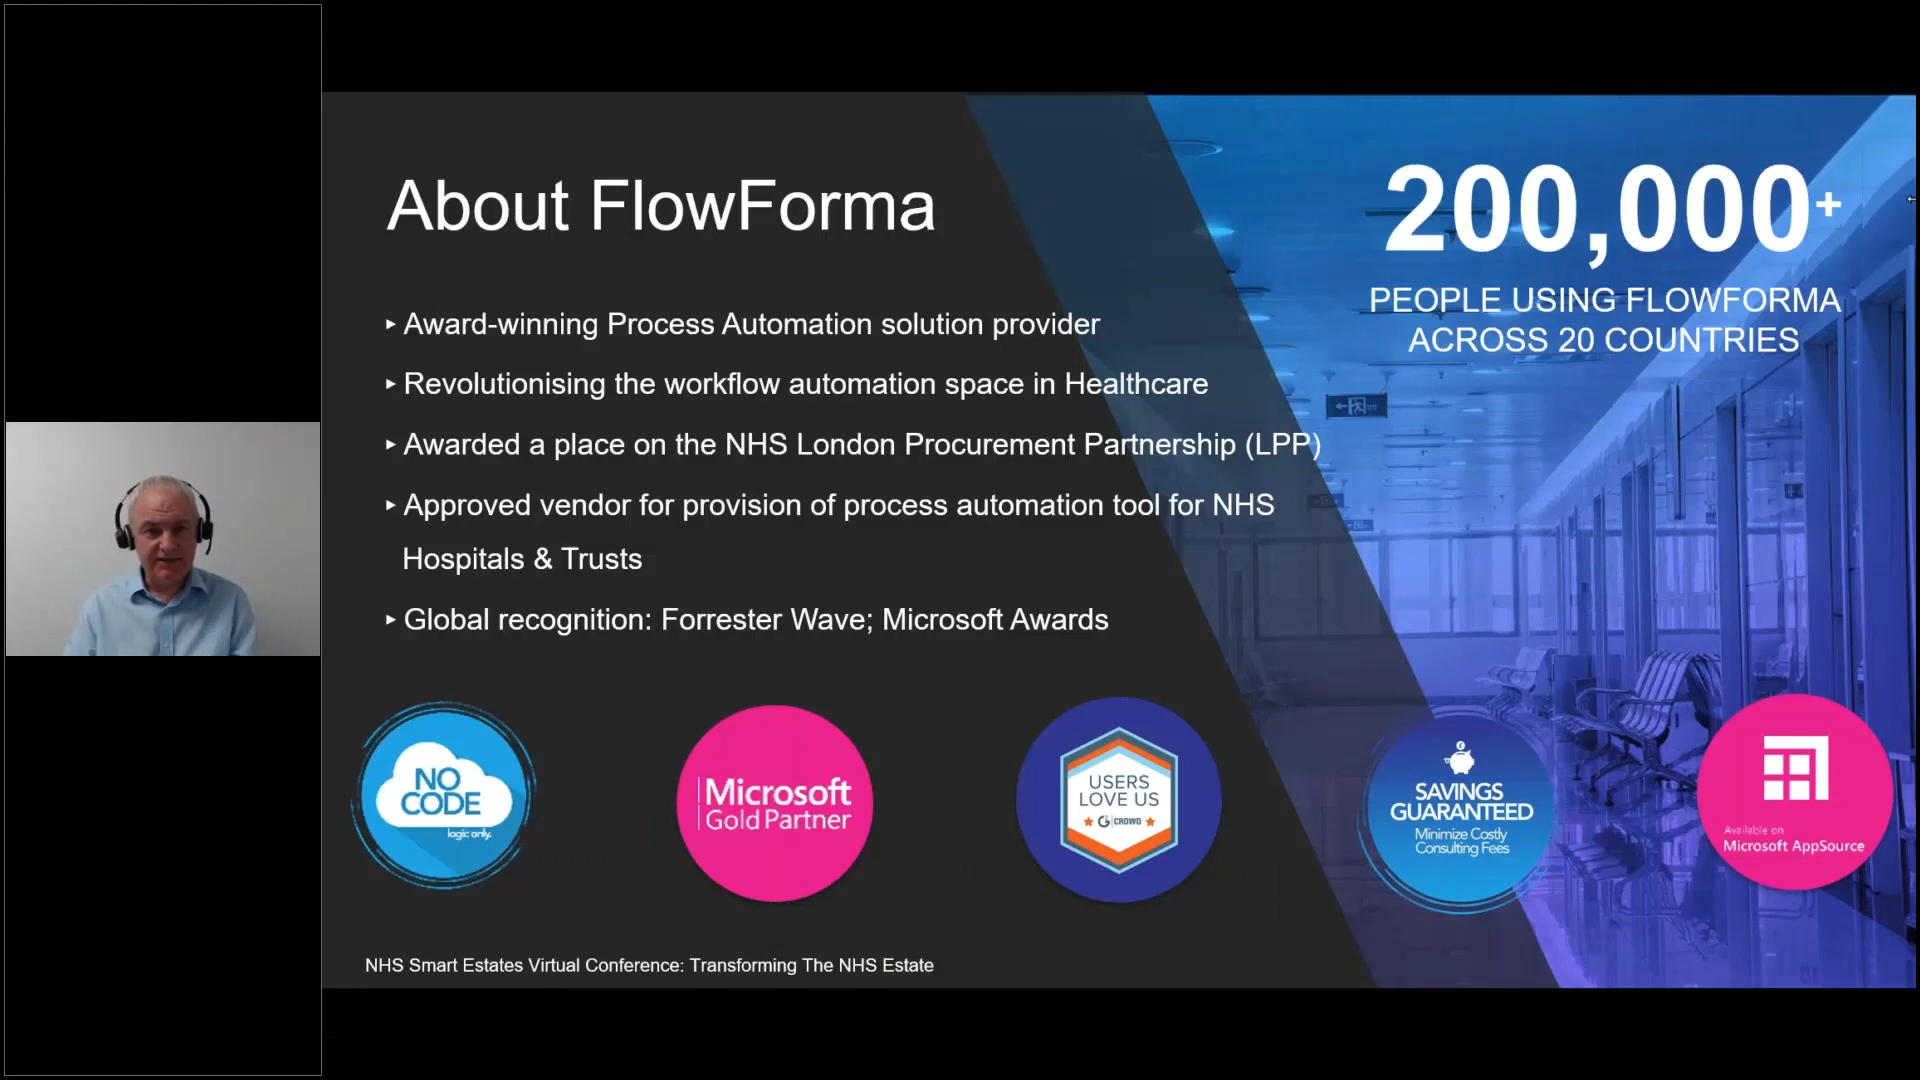 About FlowForma
▸ Award-winning Process Automation solution provider
▸ Revolutionising the workflow automation space in Healthcare
▸ Awarded a place on the NHS London Procurement Partnership (LPP)
▸ Approved vendor for provision of process automation tool for NHS
Hospitals & Trusts
▸ Global recognition: Forrester Wave; Microsoft Awards
200,000+
PEOPLE USING FLOWFORMA
ACROSS 20 COUNTRIES
NO
CODE
logic only.
Microsoft
Gold Partner
USERS
LOVE US
G2 CROWD
SAVINGS
GUARANTEED
Minimize Costly
Consulting Fees
Available on
Microsoft AppSource
NHS Smart Estates Virtual Conference: Transforming The NHS Estate